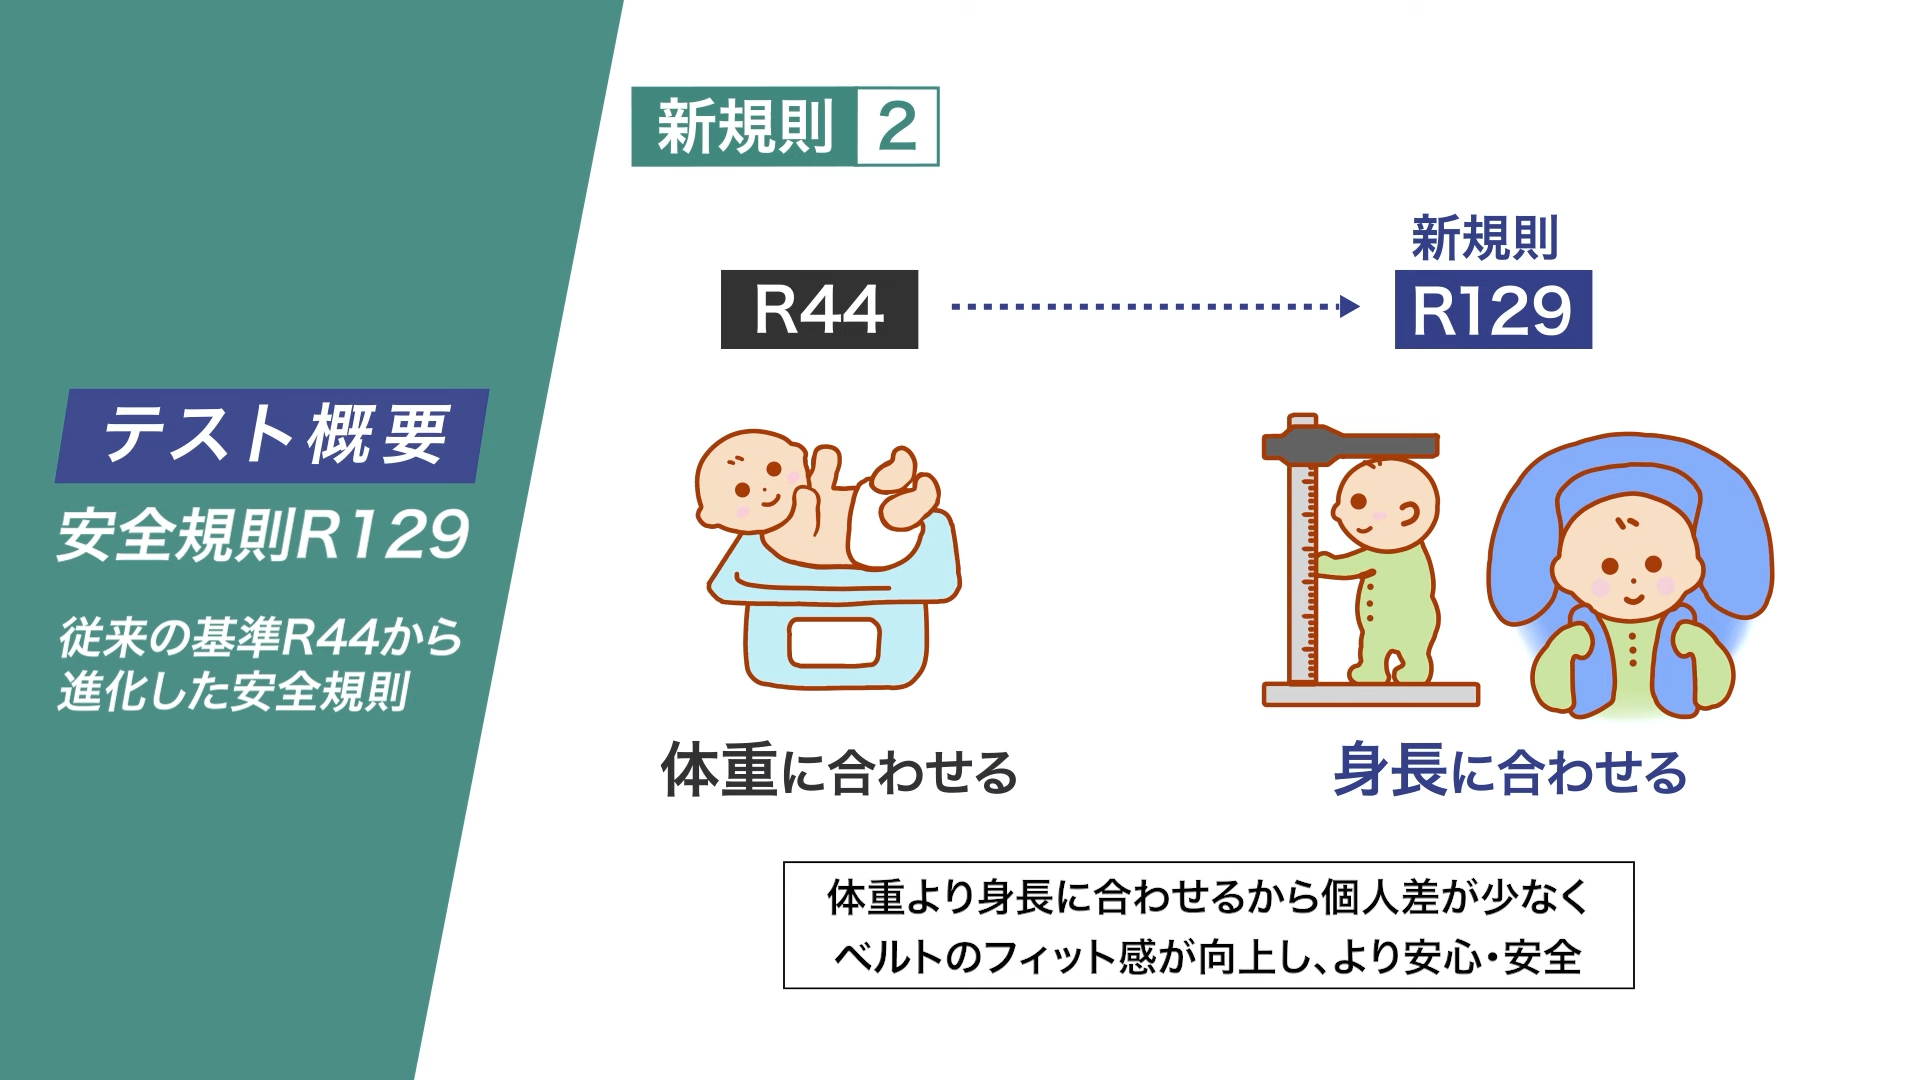 テスト概要
安全規則R129
従来の基準R44から
進化した安全規則
新規則 2
R44
新規則
R129
体重に合わせる
身長に合わせる
体重より身長に合わせるから個人差が少なく
ベルトのフィット感が向上し、より安心・安全